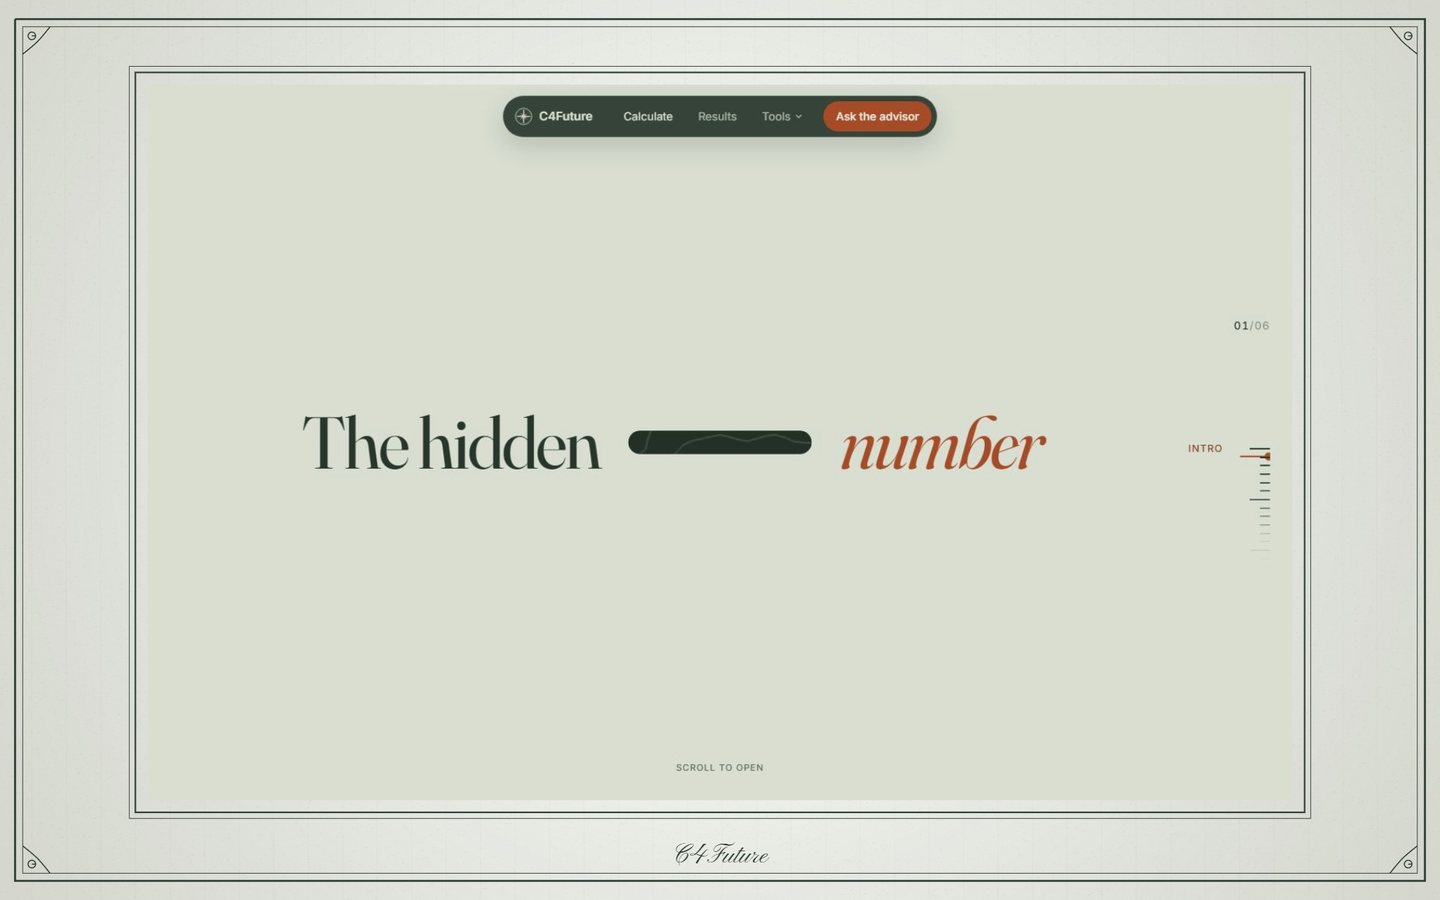 C4Future Calculate Results Tools Ask the advisor
01/06
The hidden number
INTRO
SCROLL TO OPEN
C4Future